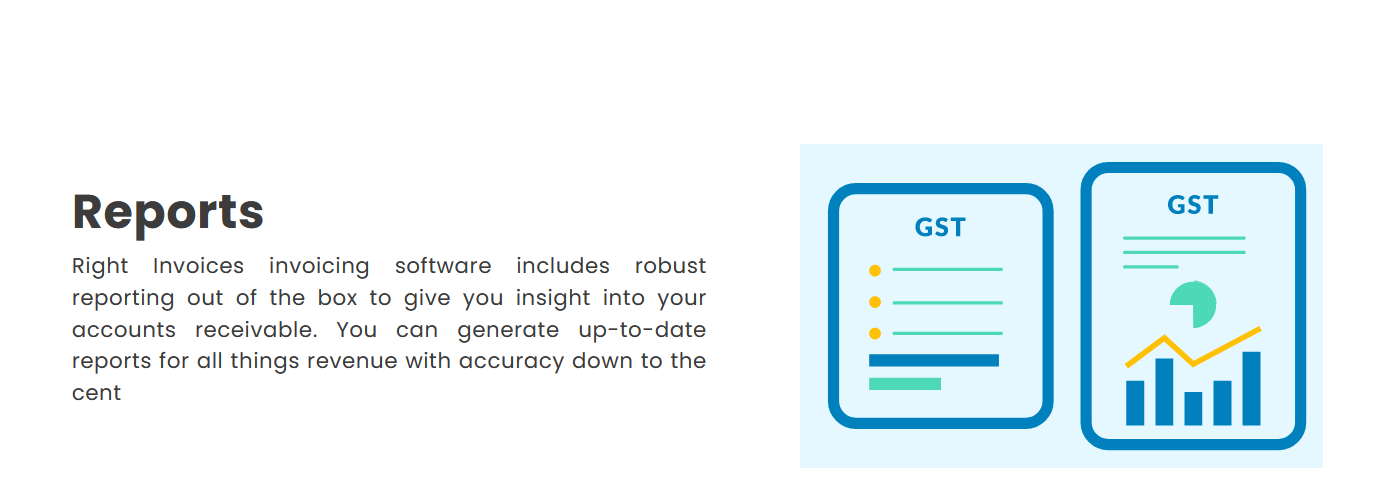 Reports
Right Invoices invoicing software includes robust
reporting out of the box to give you insight into your
accounts receivable. You can generate up-to-date
reports for all things revenue with accuracy down to the
cent
GST
GST